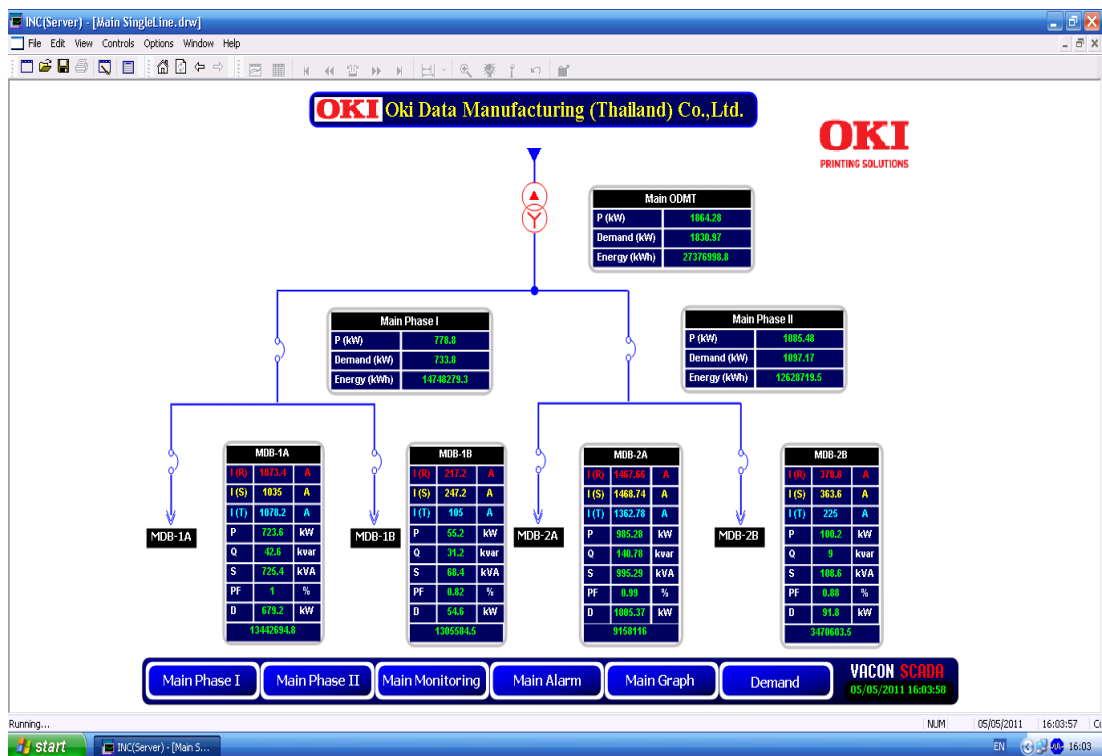 INC(Server) - [Main SingleLine.drw]
File Edit View Controls Options Window Help
OKI Oki Data Manufacturing (Thailand) Co.,Ltd.
OKI
PRINTING SOLUTIONS
Main ODMT
P (kW) 1864.28
Demand (kW) 1830.97
Energy (kWh) 27376998.8
Main Phase I
P (kW) 778.8
Demand (kW) 733.8
Energy (kWh) 14748279.3
Main Phase II
P (kW) 1085.48
Demand (kW) 1097.17
Energy (kWh) 12628719.5
MDB-1A
MDB-1A
I (R) 1073.4 A
I (S) 1035 A
I (T) 1078.2 A
P 723.6 kW
Q 42.6 kvar
S 725.4 kVA
PF 1 %
D 679.2 kW
13442694.8
MDB-1B
MDB-1B
I (R) 217.2 A
I (S) 247.2 A
I (T) 105 A
P 55.2 kW
Q 31.2 kvar
S 68.4 kVA
PF 0.82 %
D 54.6 kW
1305584.5
MDB-2A
MDB-2A
I (R) 1467.66 A
I (S) 1468.74 A
I (T) 1362.78 A
P 985.28 kW
Q 140.78 kvar
S 995.29 kVA
PF 0.99 %
D 1005.37 kW
9158116
MDB-2B
MDB-2B
I (R) 370.8 A
I (S) 363.6 A
I (T) 225 A
P 100.2 kW
Q 9 kvar
S 108.6 kVA
PF 0.88 %
D 91.8 kW
3470603.5
Main Phase I Main Phase II Main Monitoring Main Alarm Main Graph Demand
VACON SCADA
05/05/2011 16:03:58
Running... NUM 05/05/2011 16:03:57
start INC(Server) - [Main S... EN 16:03